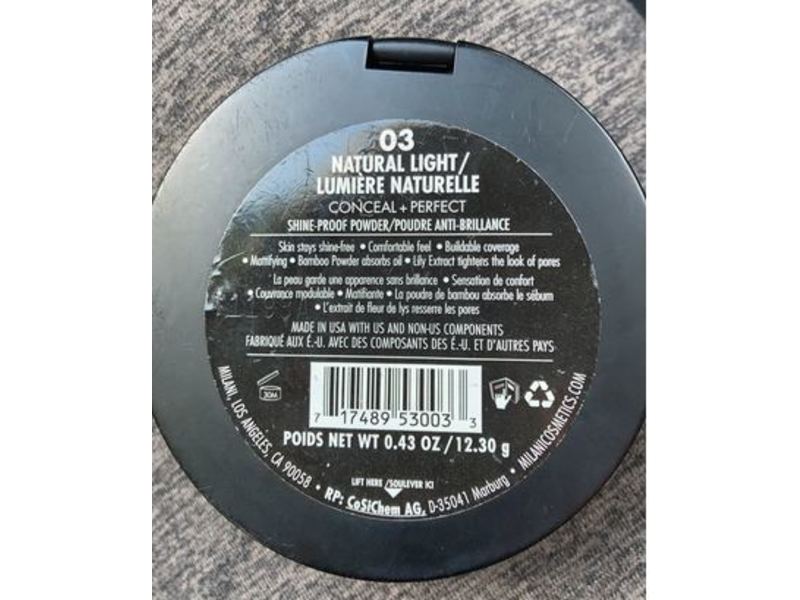 03
NATURAL LIGHT/
LUMIÈRE NATURELLE
CONCEAL + PERFECT
SHINE-PROOF POWDER/POUDRE ANTI-BRILLANCE
Skin stays shine-free • Comfortable feel • Buildable coverage
• Mattifying • Bamboo Powder absorbs oil • Lily Extract tightens the look of pores
La peau garde une apparence sans brillance • Sensation de confort
• Couvrance modulable • Matifiante • La poudre de bambou absorbe le sébum
• L'extrait de fleur de lys resserre les pores
MADE IN USA WITH US AND NON-US COMPONENTS
FABRIQUÉ AUX É.-U. AVEC DES COMPOSANTS DES É.-U. ET D'AUTRES PAYS
30M
7 17489 53003 3
POIDS NET WT 0.43 OZ/12.30 g
LIFT HERE /SOULEVER ICI
MILANI, LOS ANGELES, CA 90058 • RP: CoSiChem AG, D-35041 Marburg • MILANICOSMETICS.COM